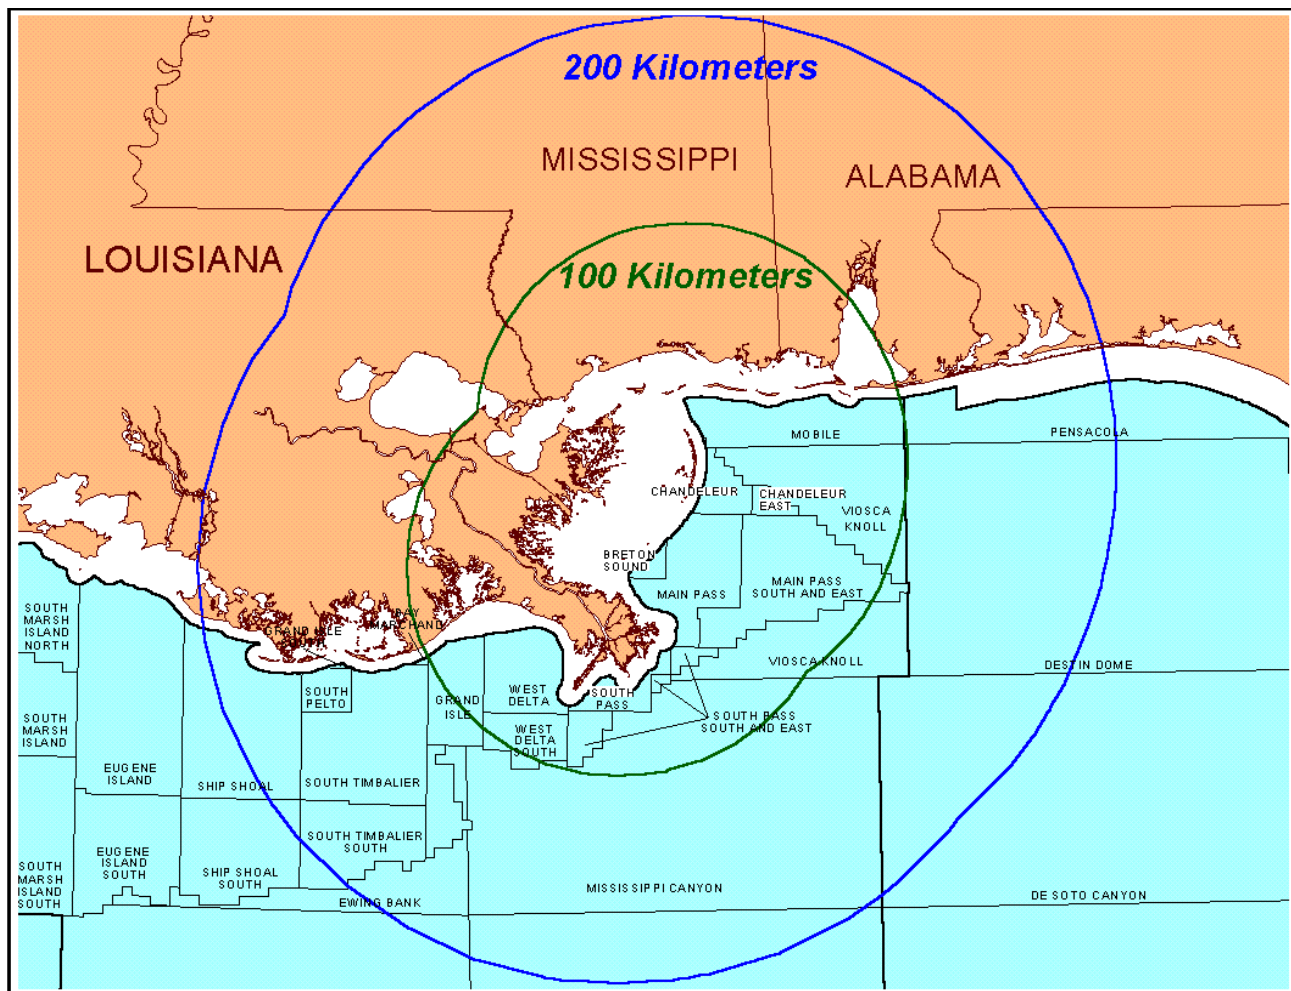 200 Kilometers
MISSISSIPPI
ALABAMA
LOUISIANA
100 Kilometers
MOBILE
PENSACOLA
CHANDELEUR
CHANDELEUR
EAST
VIOSCA
KNOLL
BRETON
SOUND
MAIN PASS
MAIN PASS
SOUTH AND EAST
SOUTH
MARSH
ISLAND
NORTH
BAY
MARCHAND
GRAND ISLE
VIOSCA KNOLL
DESTIN DOME
SOUTH
PELTO
GRAND
ISLE
WEST
DELTA
SOUTH
PASS
SOUTH PASS
SOUTH AND EAST
SOUTH
MARSH
ISLAND
WEST
DELTA
SOUTH
EUGENE
ISLAND
SHIP SHOAL
SOUTH TIMBALIER
SOUTH TIMBALIER
SOUTH
EUGENE
ISLAND
SOUTH
SHIP SHOAL
SOUTH
SOUTH
MARSH
ISLAND
SOUTH
EWING BANK
MISSISSIPPI CANYON
DE SOTO CANYON